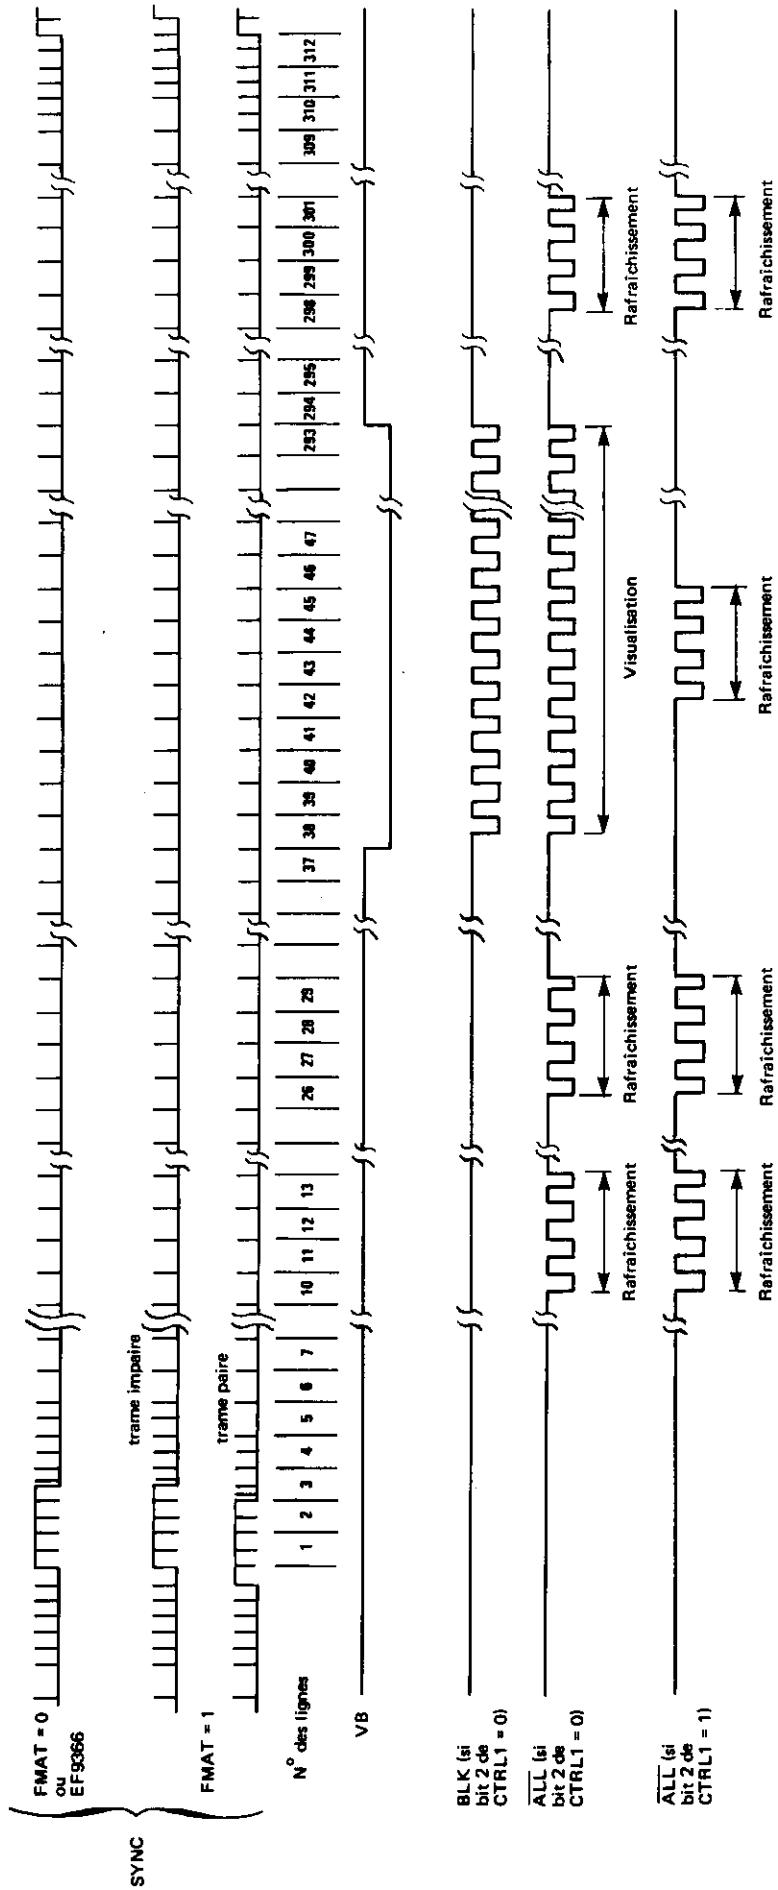 SYNC
FMAT = 0
ou
EF9366
FMAT = 1
trame impaire
trame paire
N° des lignes
1 2 3 4 5 6 7 10 11 12 13 26 27 28 29 37 38 39 40 41 42 43 44 45 46 47 293 294 295 298 299 300 301 309 310 311 312
VB
BLK (si
bit 2 de
CTRL1 = 0)
ALL (si
bit 2 de
CTRL1 = 0)
Rafraîchissement
Rafraîchissement
Visualisation
Rafraîchissement
ALL (si
bit 2 de
CTRL1 = 1)
Rafraîchissement
Rafraîchissement
Rafraîchissement
Rafraîchissement